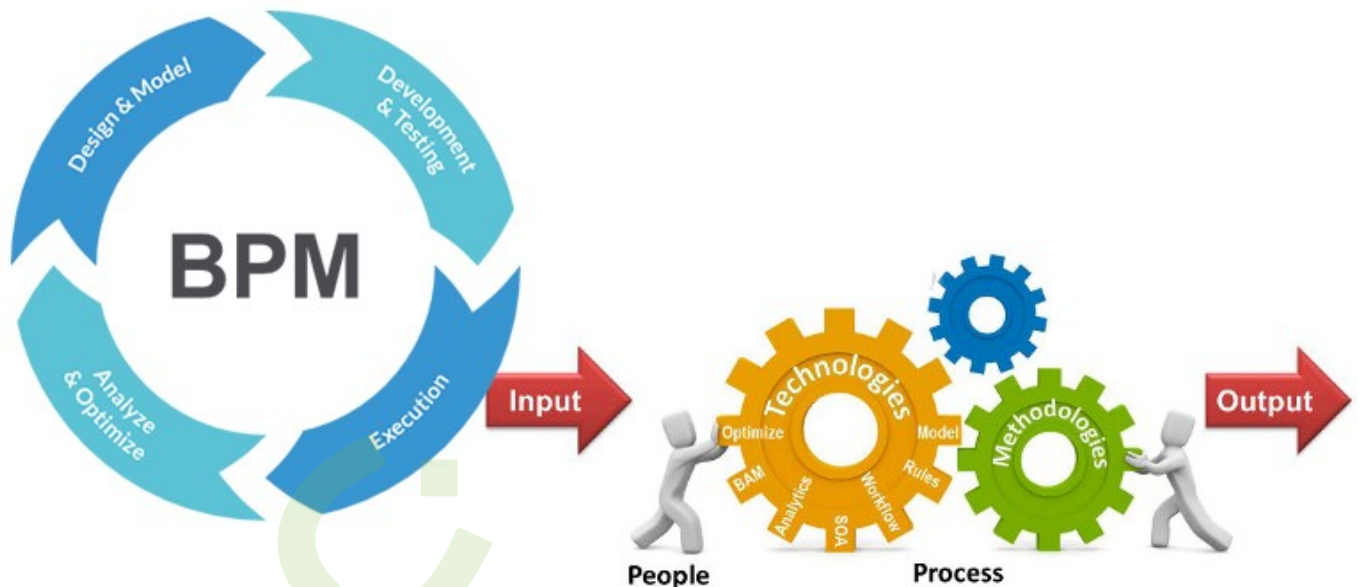 Design & Model
Development
& Testing
BPM
Analyze
& Optimize
Execution
Input
Technologies
Optimize
Model
BAM
Rules
Analytics
Workflow
SOA
Methodologies
Output
People
Process